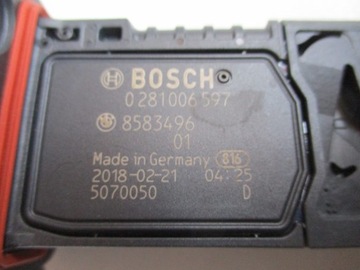 BOSCH
0 281 006 597
8583496
01
Made in Germany 816
2018-02-21 04:25
5070050 D